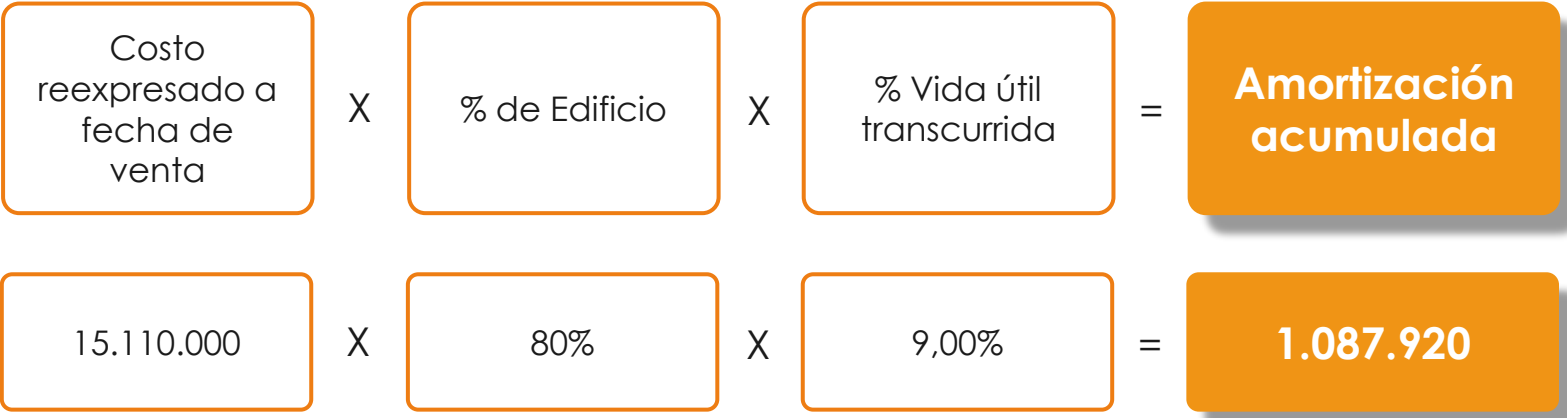 Costo
reexpresado a
fecha de
venta
X
% de Edificio
X
% Vida útil
transcurrida
=
Amortización
acumulada
15.110.000
X
80%
X
9,00%
=
1.087.920